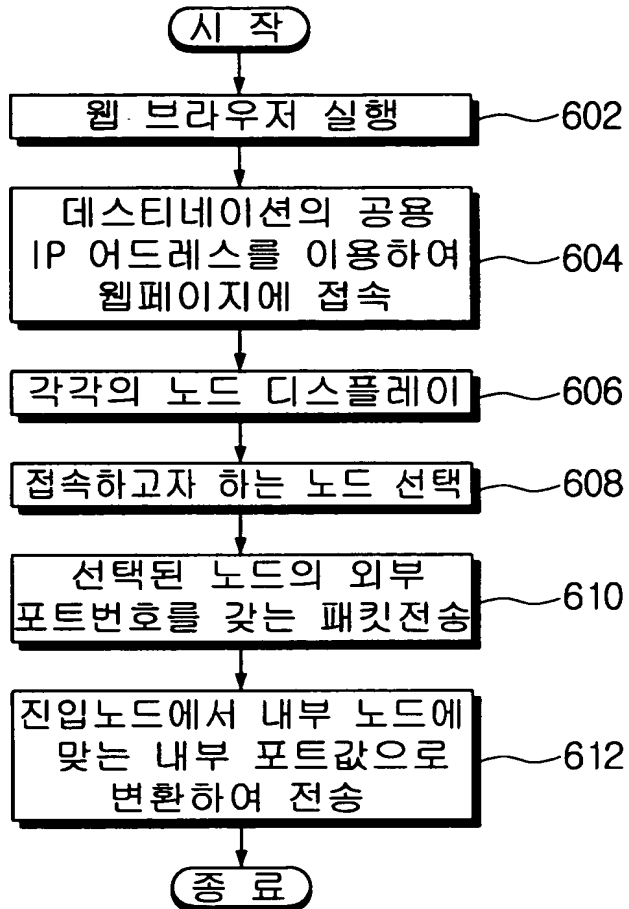 시 작
웹 브라우저 실행
602
데스티네이션의 공용
IP 어드레스를 이용하여
웹페이지에 접속
604
각각의 노드 디스플레이
606
접속하고자 하는 노드 선택
608
선택된 노드의 외부
포트번호를 갖는 패킷전송
610
진입노드에서 내부 노드에
맞는 내부 포트값으로
변환하여 전송
612
종 료